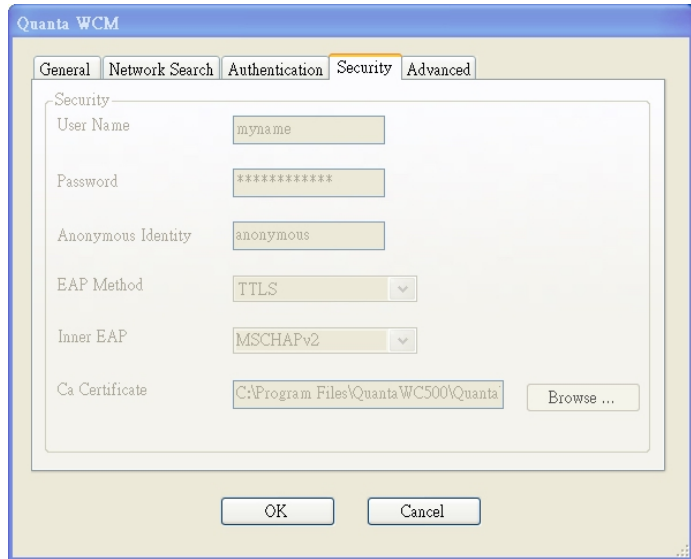 Quanta WCM
General Network Search Authentication Security Advanced
Security
User Name myname
Password ************
Anonymous Identity anonymous
EAP Method TTLS
Inner EAP MSCHAPv2
Ca Certificate C:\Program Files\QuantaWC500\Quanta Browse ...
OK Cancel